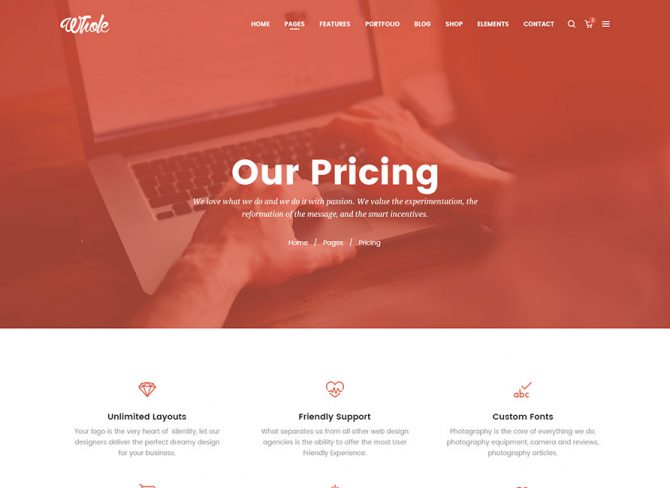 Whole
HOME PAGES FEATURES PORTFOLIO BLOG SHOP ELEMENTS CONTACT 3
Our Pricing
We love what we do and we do it with passion. We value the experimentation, the
reformation of the message, and the smart incentives.
Home / Pages / Pricing
abc
Unlimited Layouts
Your logo is the very heart of identity, let our
designers deliver the perfect dreamy design
for your business.
Friendly Support
What separates us from all other web design
agencies is the ability to offer the most User
Friendly Experience.
Custom Fonts
Photography is the core of everything we do,
photography equipment, camera and reviews,
photography articles.